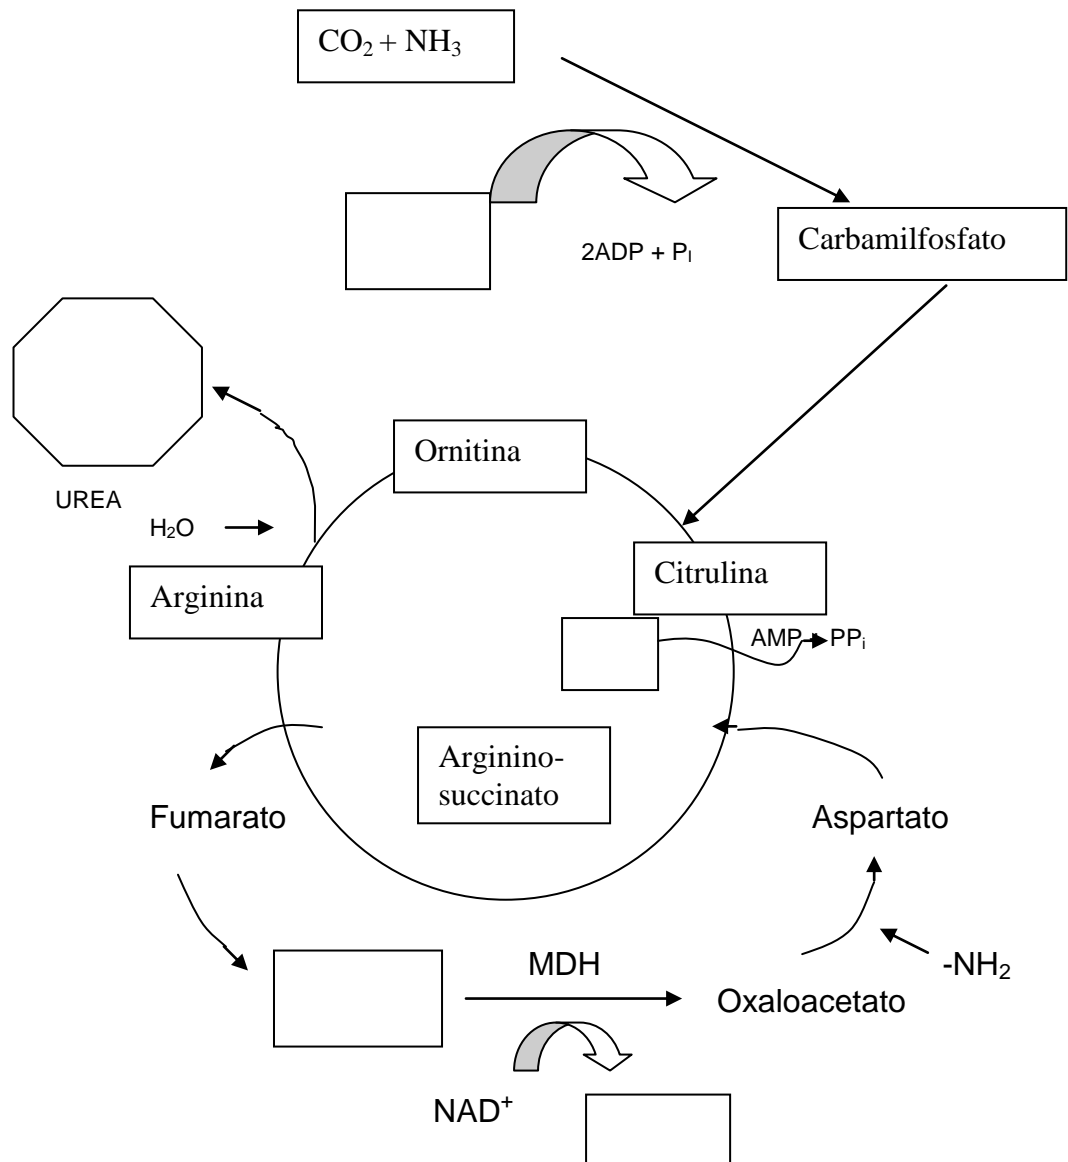 CO₂ + NH₃
2ADP + Pᵢ
Carbamilfosfato
Ornitina
UREA
H₂O
Citrulina
Arginina
AMP + PPᵢ
Arginino-
succinato
Fumarato
Aspartato
MDH
-NH₂
Oxaloacetato
NAD⁺